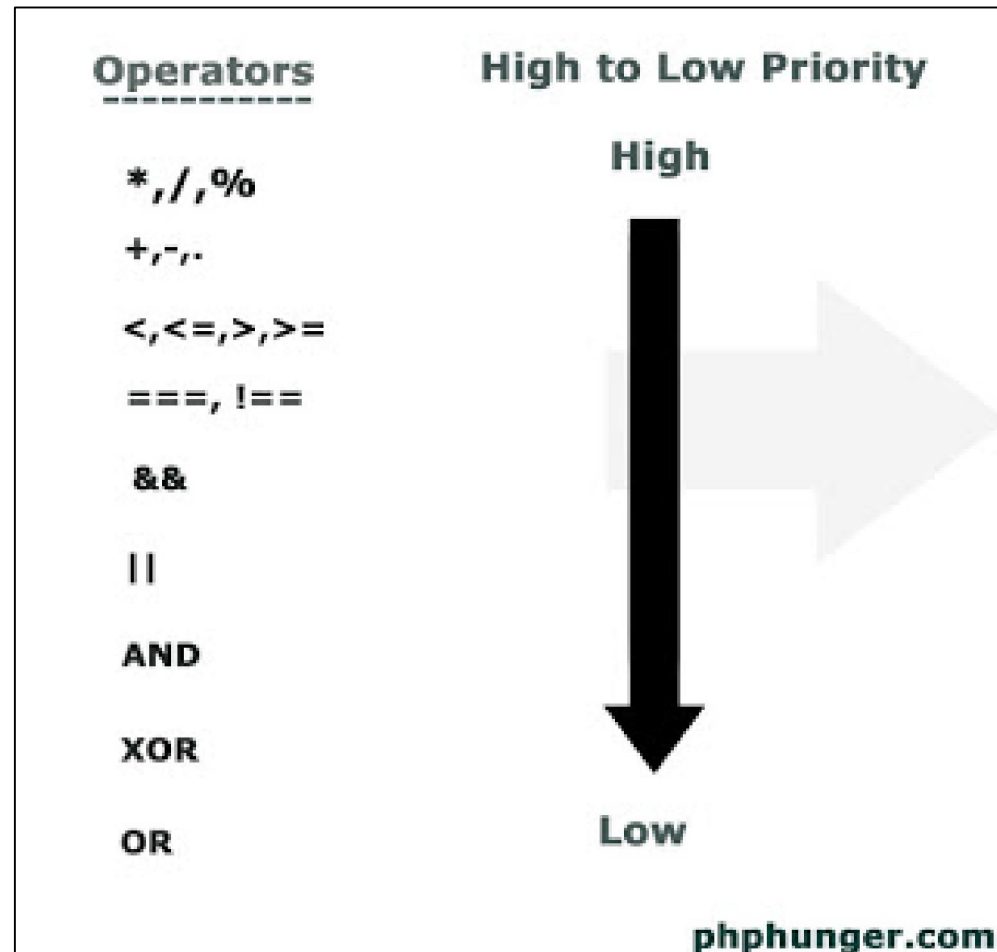 Operators
High to Low Priority
-----------
High
*,/,%
+,-,.
<,<=,>,>=
===, !==
&&
||
AND
XOR
OR
Low
phphunger.com